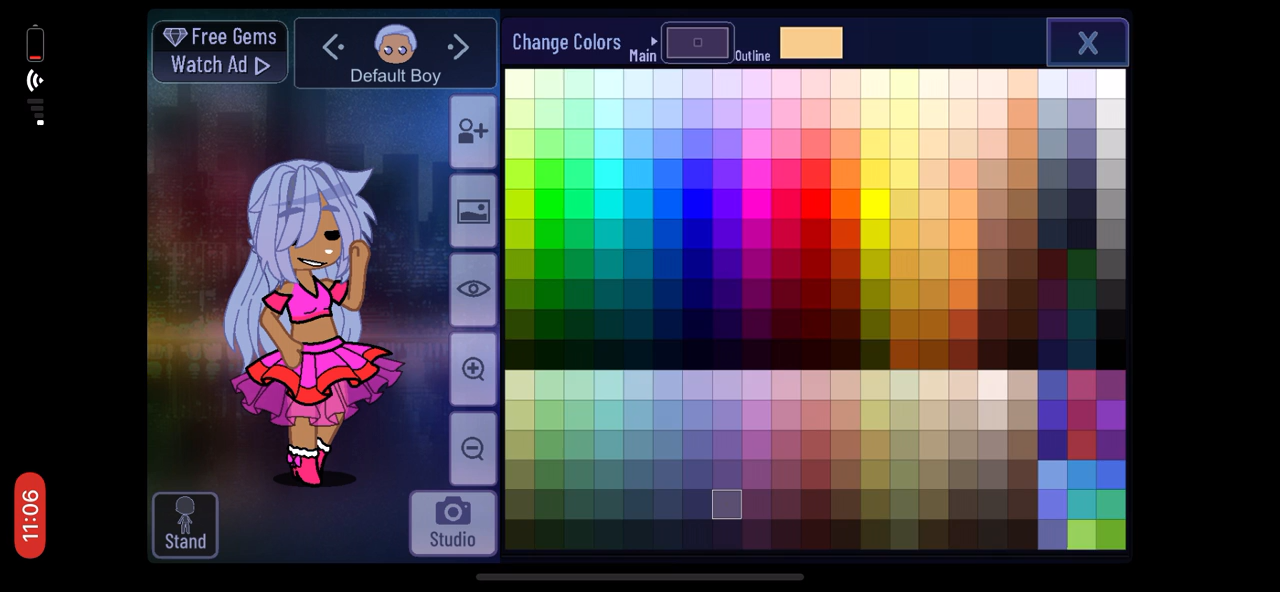 Free Gems
Watch Ad
Default Boy
Change Colors
Main
Outline
X
11:06
Stand
Studio